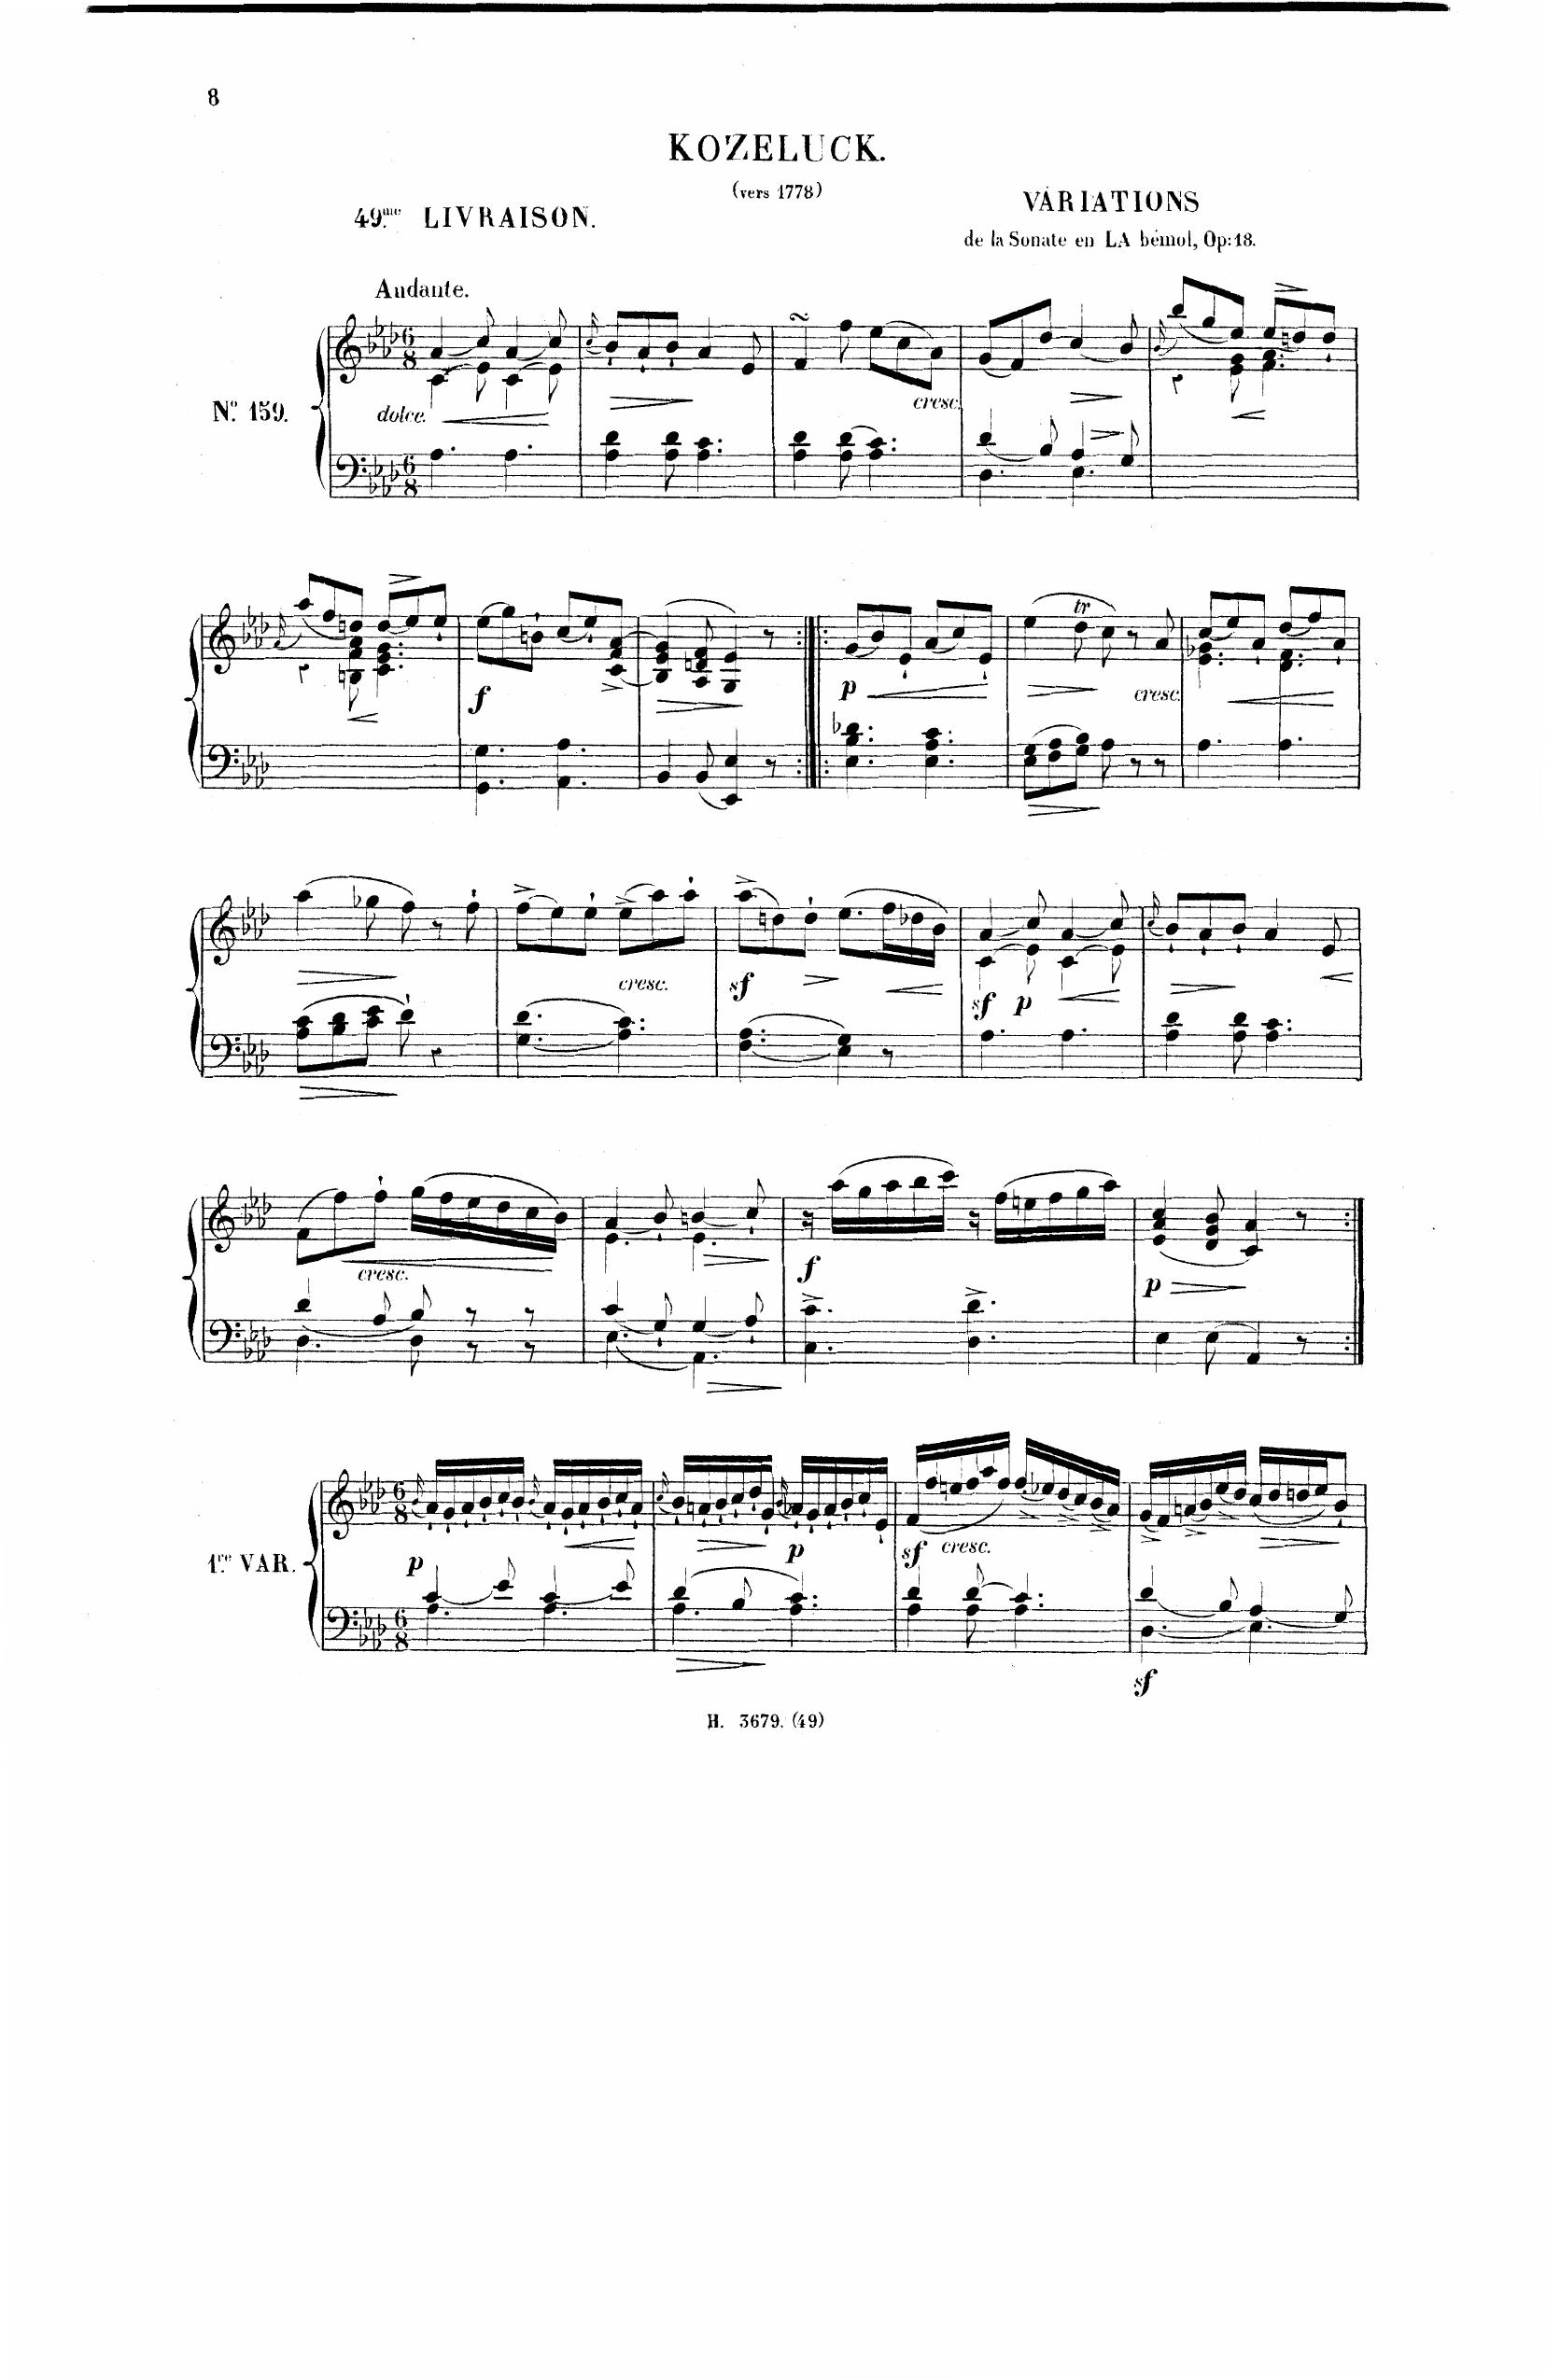 8
KOZELUCK.
(vers 1778)
49.me LIVRAISON.
VARIATIONS
de la Sonate en LA bémol, Op: 18.
Andante.
No. 159.
dolce.
cresc.
f
p
tr
cresc.
cresc.
sf
sf p
cresc.
f
p
1.re VAR.
p
p
sf cresc.
sf
H. 3679. (49)